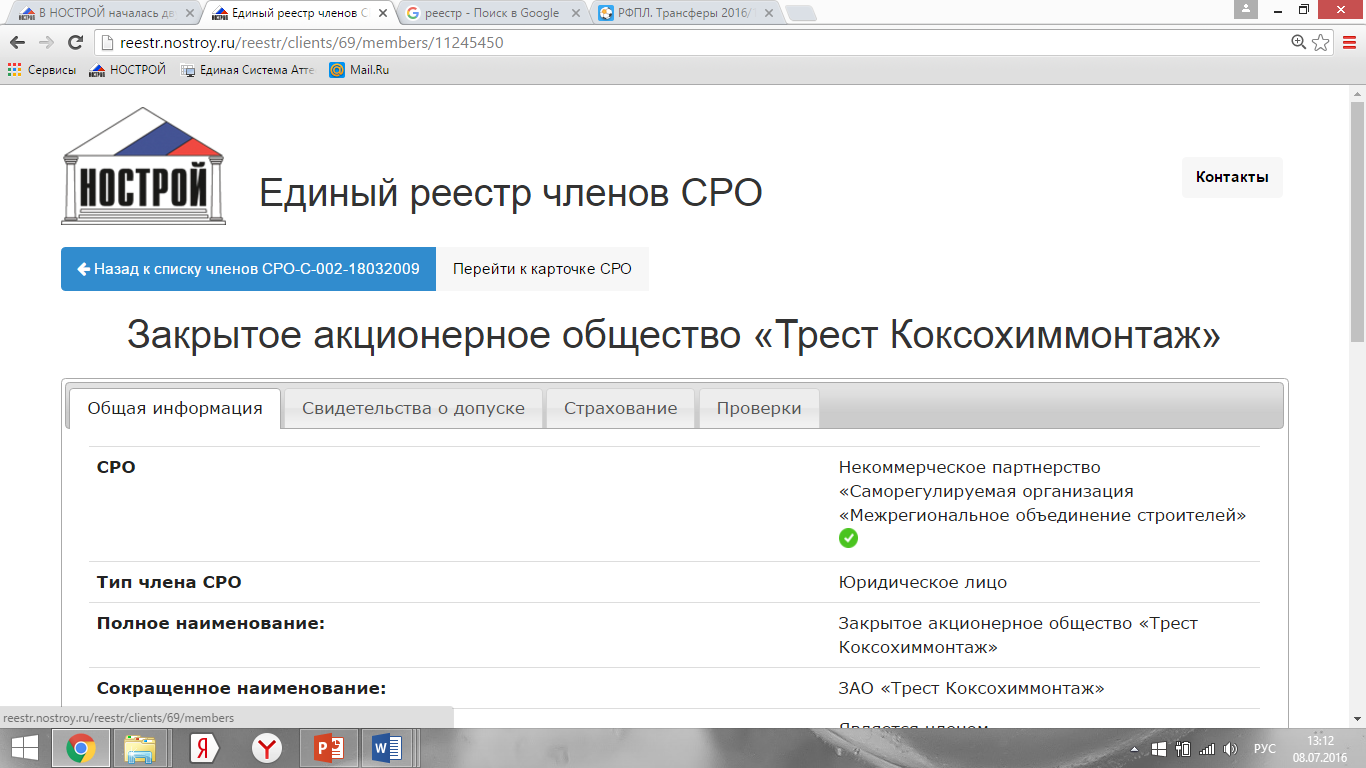 В НОСТРОЙ началась дв
Единый реестр членов С
реестр - Поиск в Google
РФПЛ. Трансферы 2016/
reestr.nostroy.ru/reestr/clients/69/members/11245450
Сервисы
НОСТРОЙ
Единая Система Атте
Mail.Ru
НОСТРОЙ
Единый реестр членов СРО
Контакты
Назад к списку членов СРО-С-002-18032009
Перейти к карточке СРО
Закрытое акционерное общество «Трест Коксохиммонтаж»
Общая информация
Свидетельства о допуске
Страхование
Проверки
СРО
Некоммерческое партнерство
«Саморегулируемая организация
«Межрегиональное объединение строителей»
Тип члена СРО
Юридическое лицо
Полное наименование:
Закрытое акционерное общество «Трест
Коксохиммонтаж»
Сокращенное наименование:
ЗАО «Трест Коксохиммонтаж»
Является членом
reestr.nostroy.ru/reestr/clients/69/members
РУС
13:12
08.07.2016